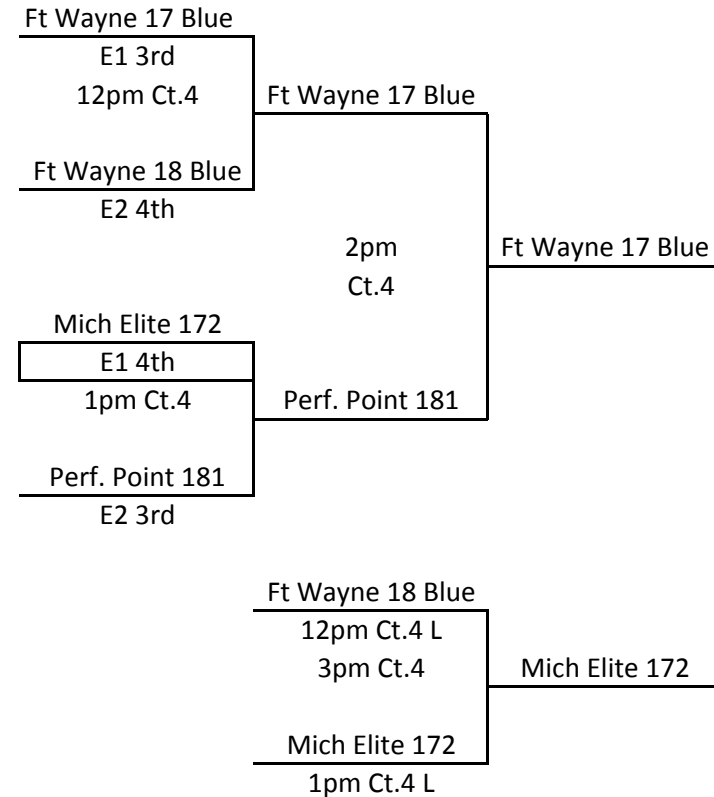 Ft Wayne 17 Blue
E1 3rd
12pm Ct.4
Ft Wayne 17 Blue
Ft Wayne 18 Blue
E2 4th
2pm
Ft Wayne 17 Blue
Ct.4
Mich Elite 172
E1 4th
1pm Ct.4
Perf. Point 181
Perf. Point 181
E2 3rd
Ft Wayne 18 Blue
12pm Ct.4 L
3pm Ct.4
Mich Elite 172
Mich Elite 172
1pm Ct.4 L